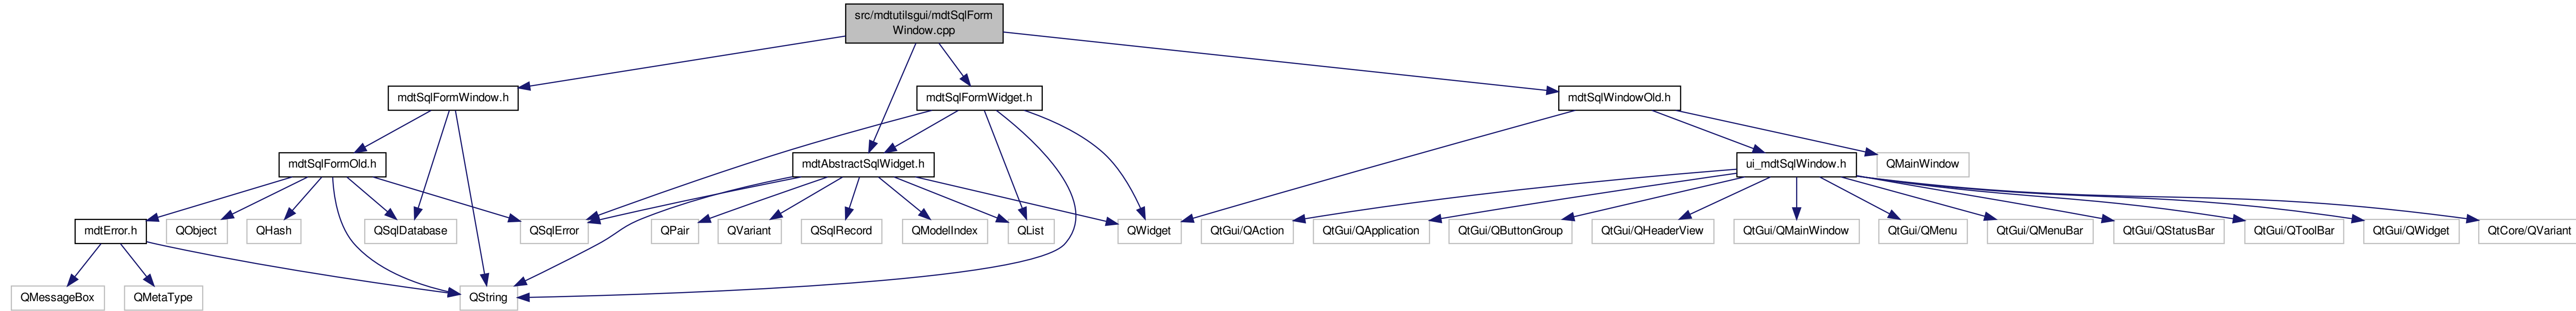 src/mdtutilsgui/mdtSqlForm
Window.cpp
mdtSqlFormWindow.h
mdtSqlFormWidget.h
mdtSqlWindowOld.h
mdtSqlFormOld.h
mdtAbstractSqlWidget.h
ui_mdtSqlWindow.h
QMainWindow
mdtError.h
QObject
QHash
QSqlDatabase
QSqlError
QPair
QVariant
QSqlRecord
QModelIndex
QList
QWidget
QtGui/QAction
QtGui/QApplication
QtGui/QButtonGroup
QtGui/QHeaderView
QtGui/QMainWindow
QtGui/QMenu
QtGui/QMenuBar
QtGui/QStatusBar
QtGui/QToolBar
QtGui/QWidget
QtCore/QVariant
QMessageBox
QMetaType
QString